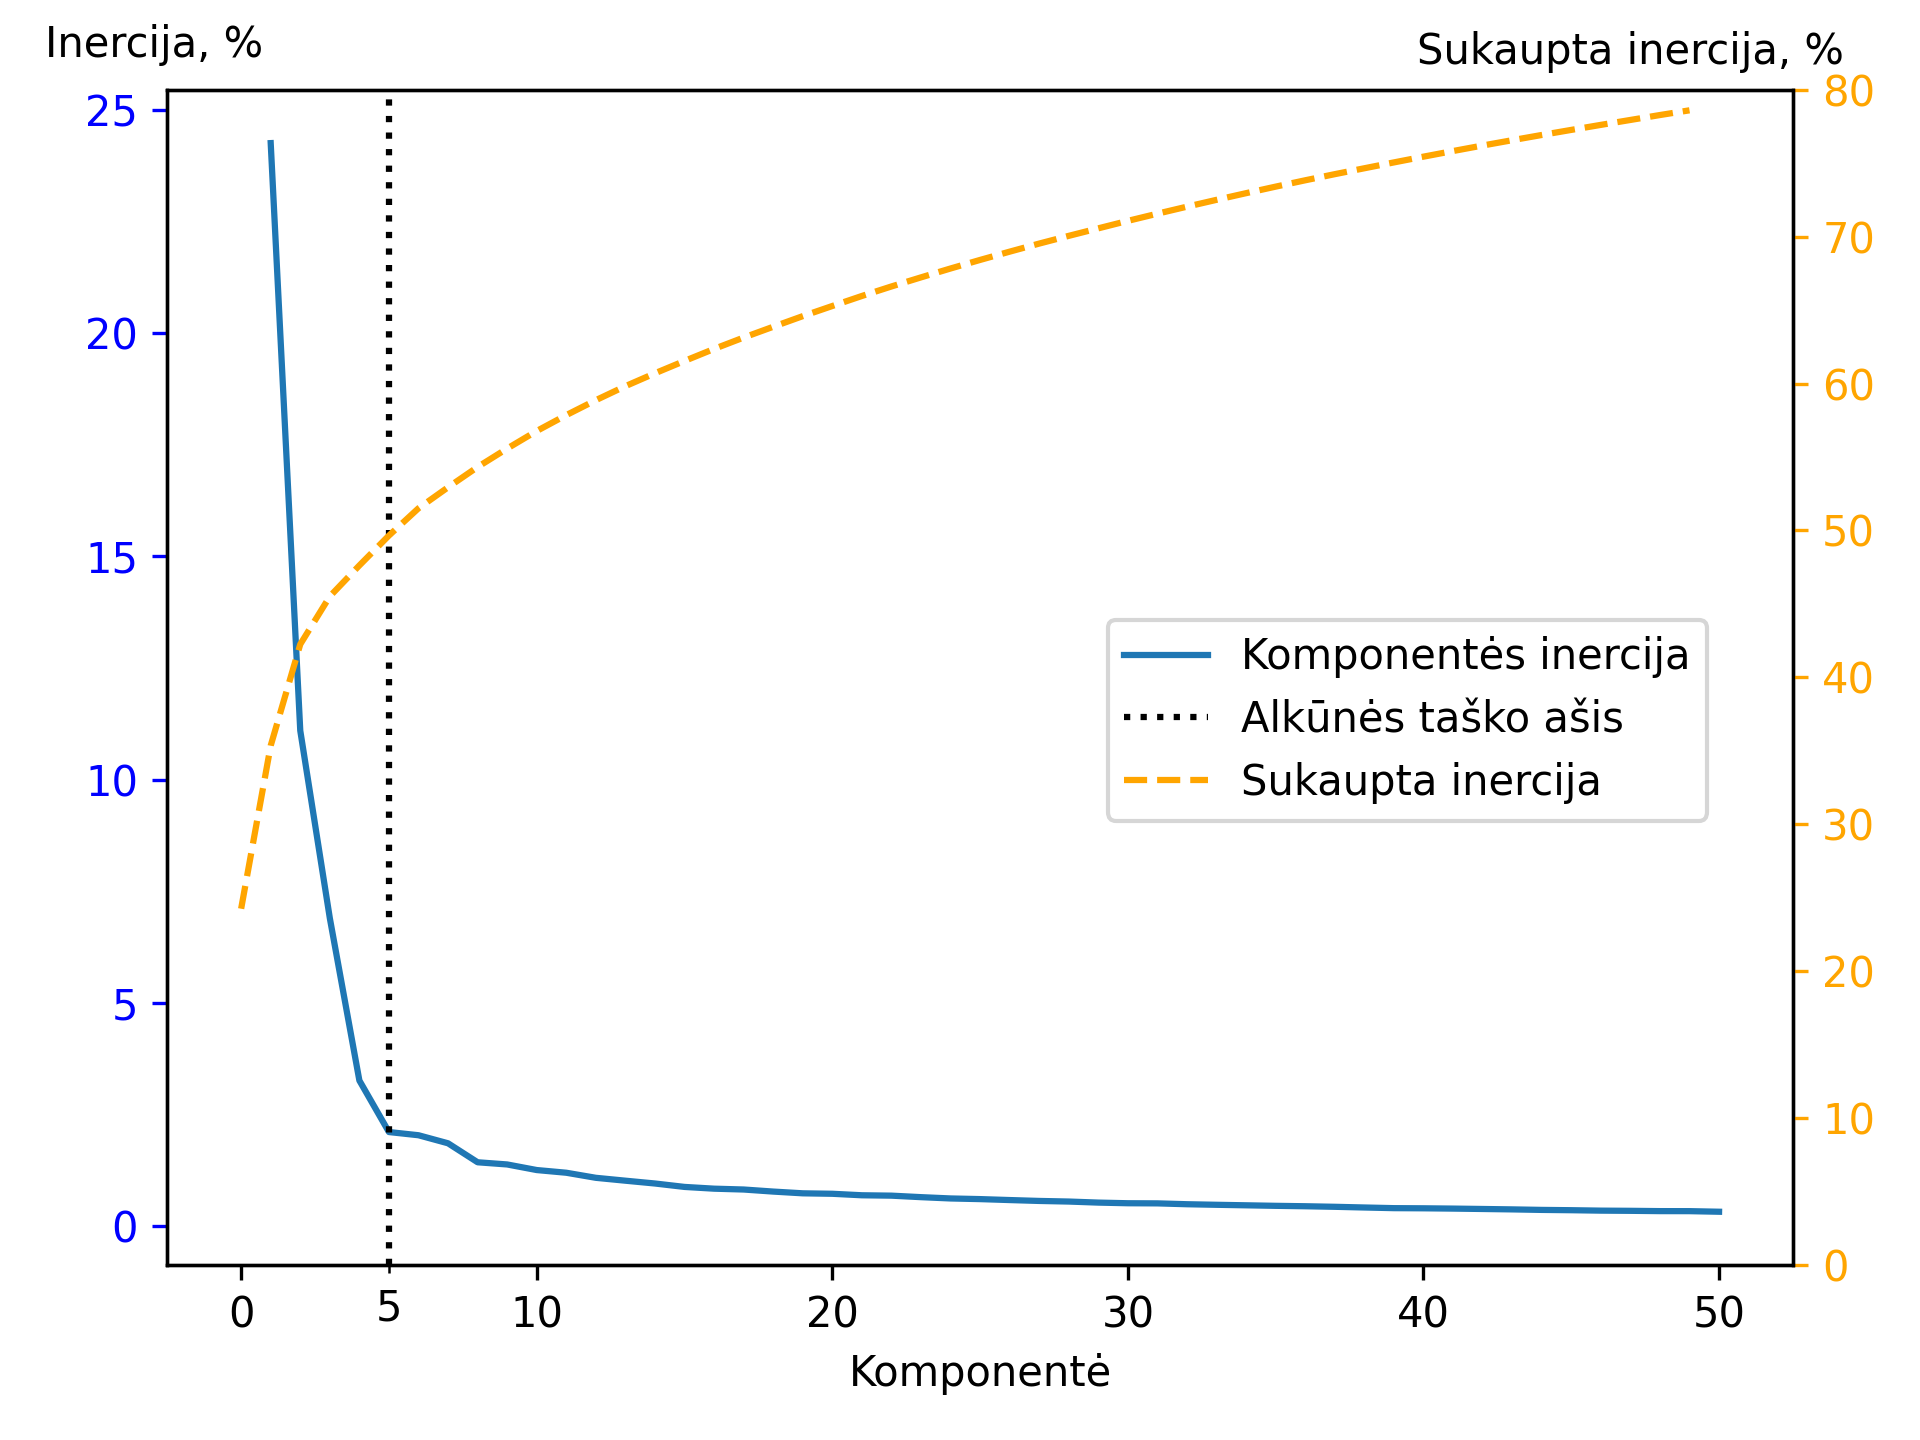 Inercija, %
Sukaupta inercija, %
25
20
15
10
5
0
80
70
60
50
40
30
20
10
0
Komponentės inercija
Alkūnės taško ašis
Sukaupta inercija
0 5 10 20 30 40 50
Komponentė